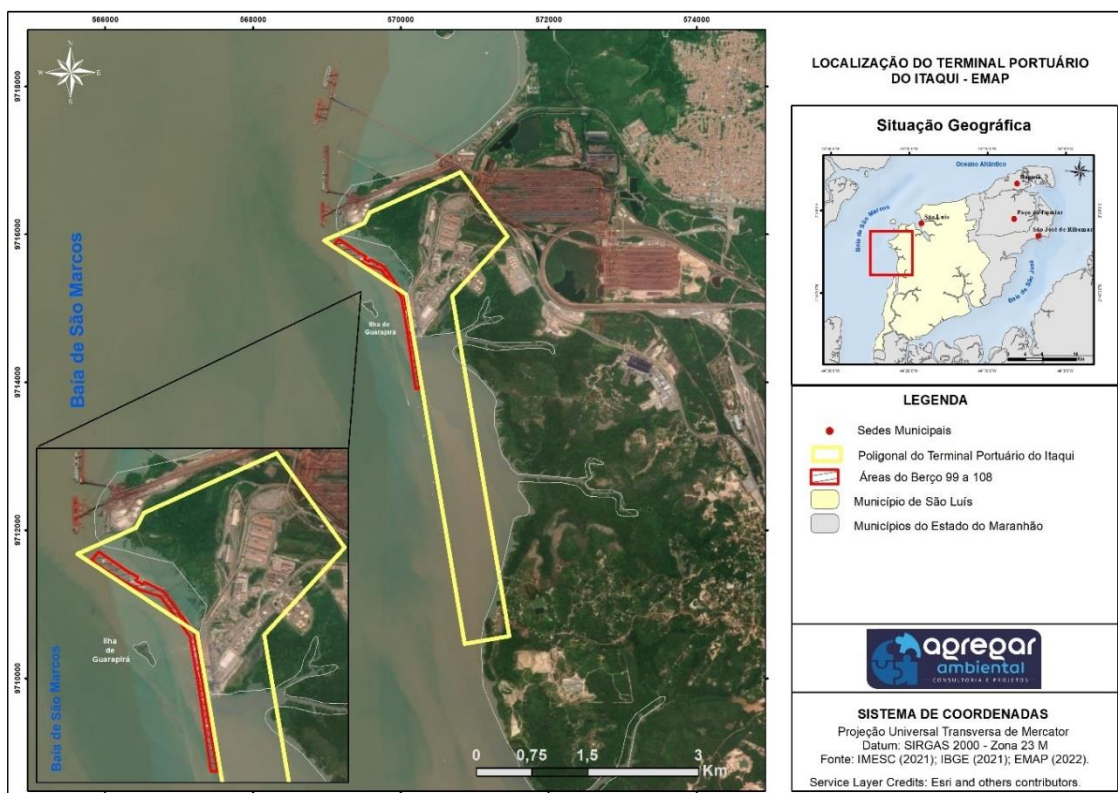 566000
568000
570000
572000
574000
9718000
9716000
9714000
9712000
9710000
N
W
E
S
Baía de São Marcos
Ilha de
Guarapirá
Baía de São Marcos
Ilha
de
Guarapirá
0 0,75 1,5 3
Km
LOCALIZAÇÃO DO TERMINAL PORTUÁRIO
DO ITAQUI - EMAP
Situação Geográfica
Oceano Atlântico
Baía de São Marcos
São Luís
Paço do Lumiar
São José de Ribamar
Baía de São José
LEGENDA
Sedes Municipais
Poligonal do Terminal Portuário do Itaqui
Áreas do Berço 99 a 108
Município de São Luís
Municípios do Estado do Maranhão
agregar
ambiental
CONSULTORIA E PROJETOS
SISTEMA DE COORDENADAS
Projeção Universal Transversa de Mercator
Datum: SIRGAS 2000 - Zona 23 M
Fonte: IMESC (2021); IBGE (2021); EMAP (2022).
Service Layer Credits: Esri and others contributors.